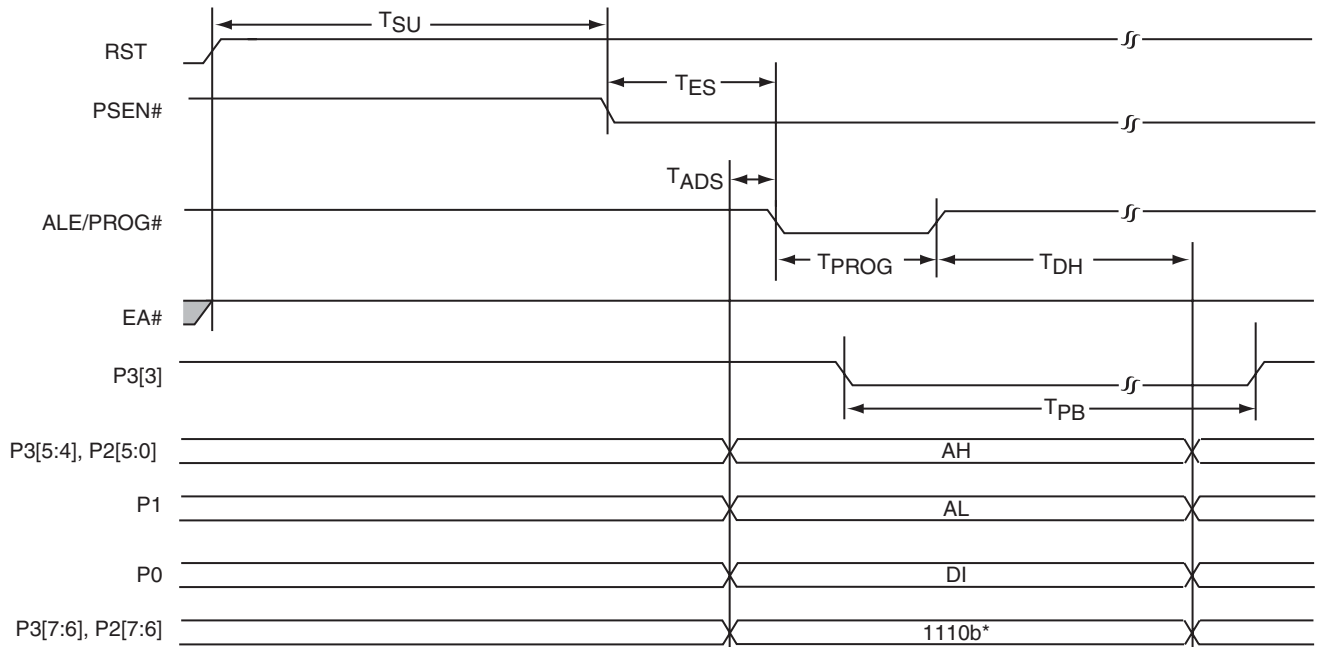 TSU
RST
TES
PSEN#
TADS
ALE/PROG#
TPROG
TDH
EA#
P3[3]
TPB
P3[5:4], P2[5:0]
AH
P1
AL
P0
DI
P3[7:6], P2[7:6]
1110b*